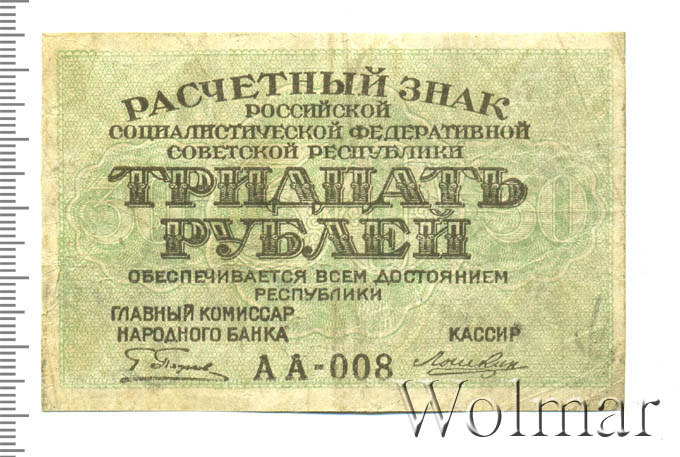 РАСЧЕТНЫЙ ЗНАК
РОССИЙСКОЙ
СОЦИАЛИСТИЧЕСКОЙ ФЕДЕРАТИВНОЙ
СОВЕТСКОЙ РЕСПУБЛИКИ
ТРИДЦАТЬ
РУБЛЕЙ
ОБЕСПЕЧИВАЕТСЯ ВСЕМ ДОСТОЯНИЕМ
РЕСПУБЛИКИ
ГЛАВНЫЙ КОМИССАР
НАРОДНОГО БАНКА
КАССИР
АА-008
Wolmar